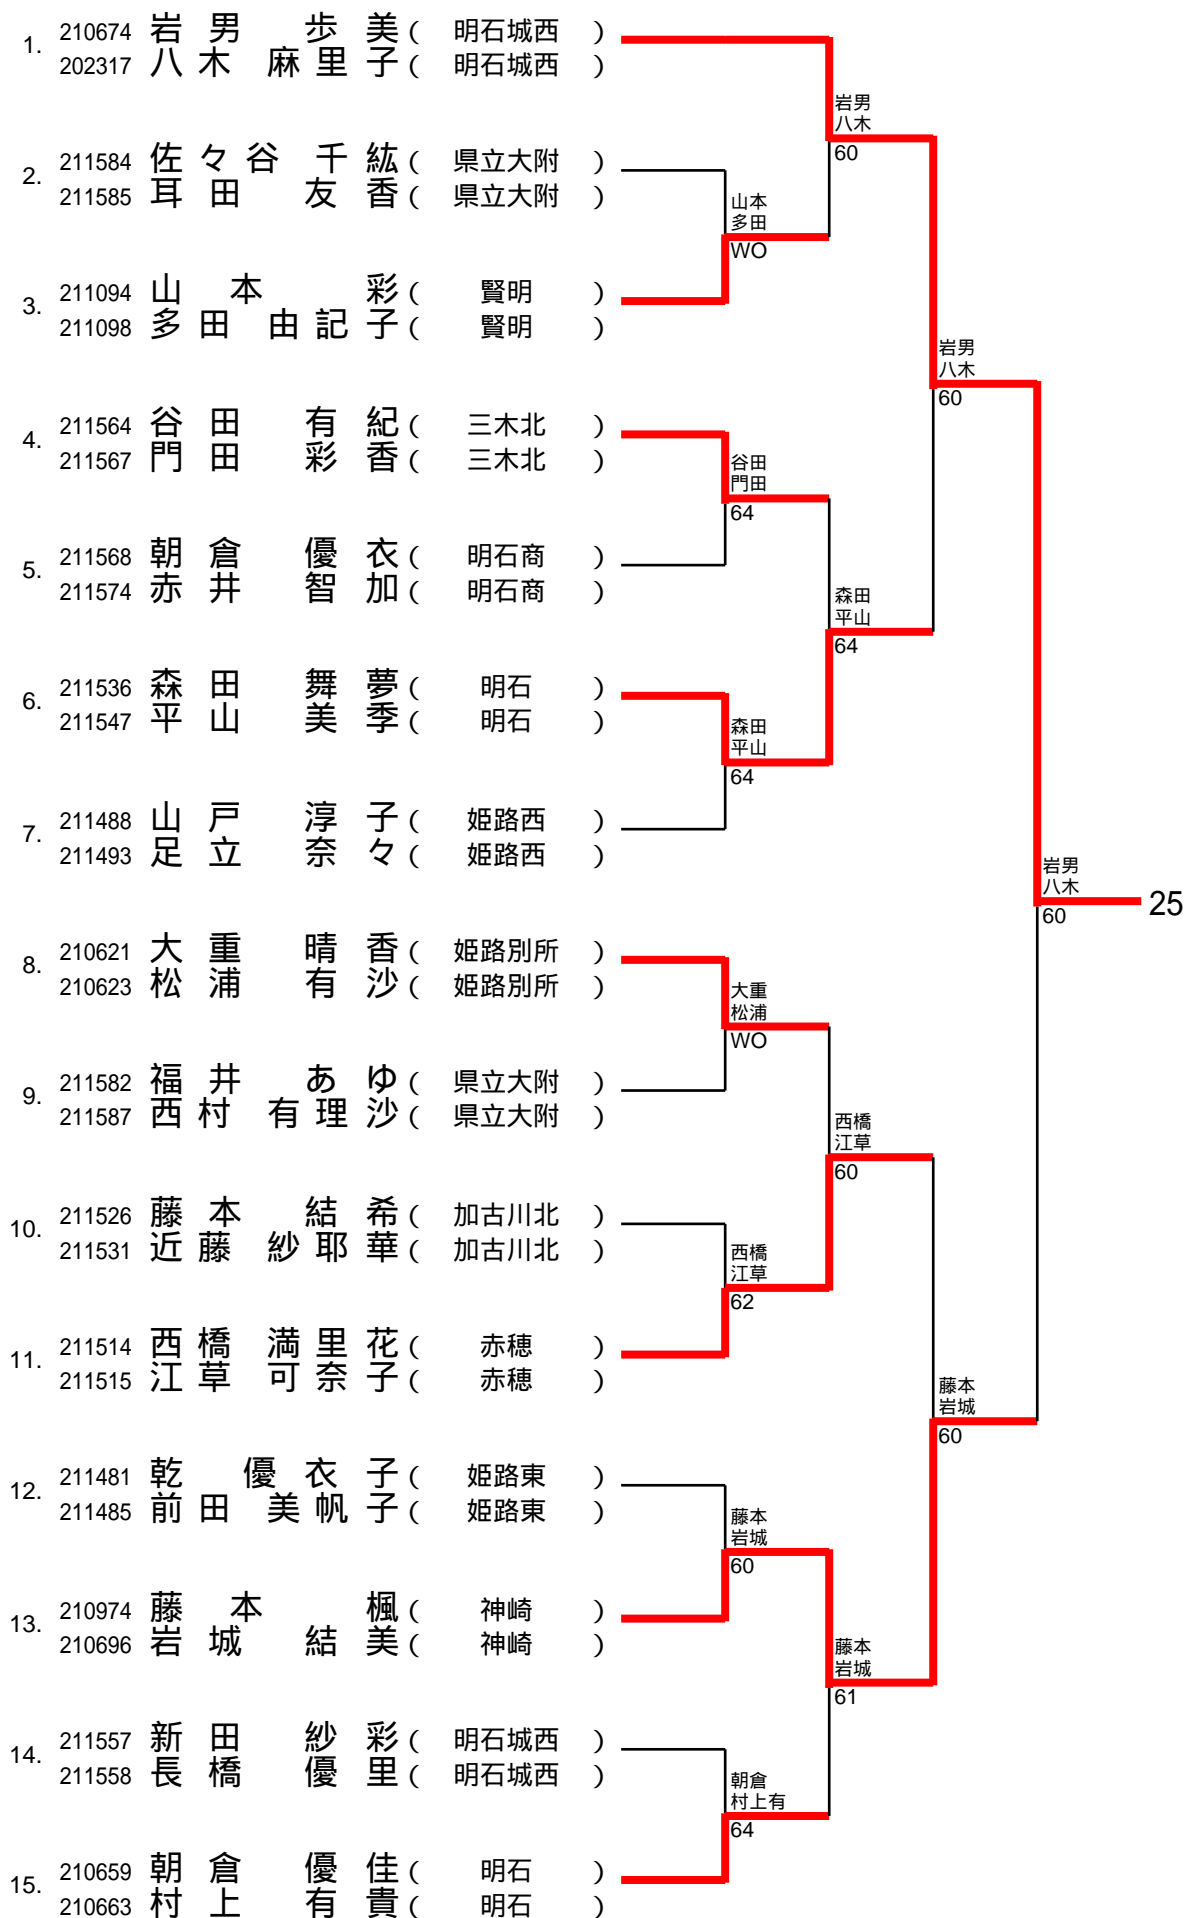 1. 210674 岩男 歩美 ( 明石城西 )
202317 八木 麻里子 ( 明石城西 )
岩男
八木
60
2. 211584 佐々谷 千紘 ( 県立大附 )
211585 耳田 友香 ( 県立大附 )
山本
多田
WO
3. 211094 山本 彩 ( 賢明 )
211098 多田 由記子 ( 賢明 )
岩男
八木
60
4. 211564 谷田 有紀 ( 三木北 )
211567 門田 彩香 ( 三木北 )
谷田
門田
64
5. 211568 朝倉 優衣 ( 明石商 )
211574 赤井 智加 ( 明石商 )
森田
平山
64
6. 211536 森田 舞夢 ( 明石 )
211547 平山 美季 ( 明石 )
森田
平山
64
7. 211488 山戸 淳子 ( 姫路西 )
211493 足立 奈々 ( 姫路西 )
岩男
八木
60
25
8. 210621 大重 晴香 ( 姫路別所 )
210623 松浦 有沙 ( 姫路別所 )
大重
松浦
WO
9. 211582 福井 あゆ ( 県立大附 )
211587 西村 有理沙 ( 県立大附 )
西橋
江草
60
10. 211526 藤本 結希 ( 加古川北 )
211531 近藤 紗耶華 ( 加古川北 )
西橋
江草
62
11. 211514 西橋 満里花 ( 赤穂 )
211515 江草 可奈子 ( 赤穂 )
藤本
岩城
60
12. 211481 乾 優衣子 ( 姫路東 )
211485 前田 美帆子 ( 姫路東 )
藤本
岩城
60
13. 210974 藤本 楓 ( 神崎 )
210696 岩城 結美 ( 神崎 )
藤本
岩城
61
14. 211557 新田 紗彩 ( 明石城西 )
211558 長橋 優里 ( 明石城西 )
朝倉
村上有
64
15. 210659 朝倉 優佳 ( 明石 )
210663 村上 有貴 ( 明石 )